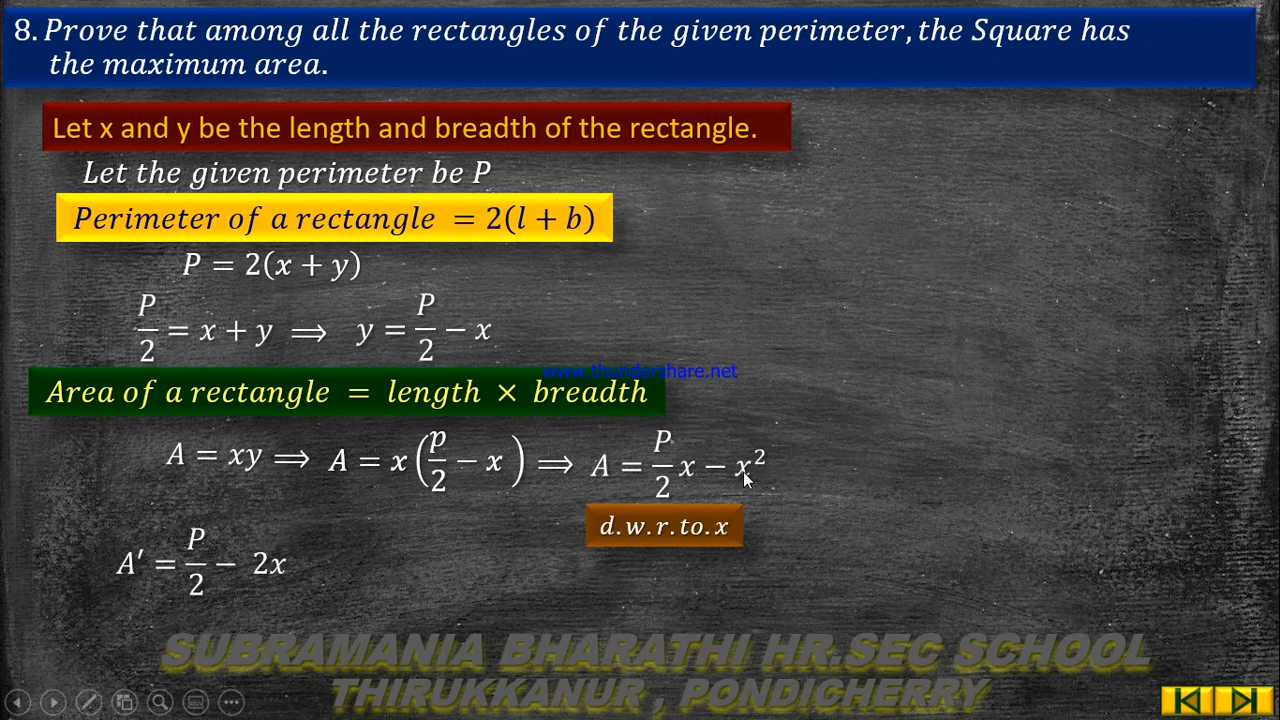 8. Prove that among all the rectangles of the given perimeter, the Square has
the maximum area.
Let x and y be the length and breadth of the rectangle.
Let the given perimeter be P
Perimeter of a rectangle = 2(l + b)
P = 2(x + y)
P/2 = x + y ⟹ y = P/2 − x
www.thundershare.net
Area of a rectangle = length × breadth
A = xy ⟹ A = x(p/2 − x) ⟹ A = P/2 x − x²
d.w.r.to.x
A′ = P/2 − 2x
SUBRAMANIA BHARATHI HR.SEC SCHOOL
THIRUKKANUR , PONDICHERRY